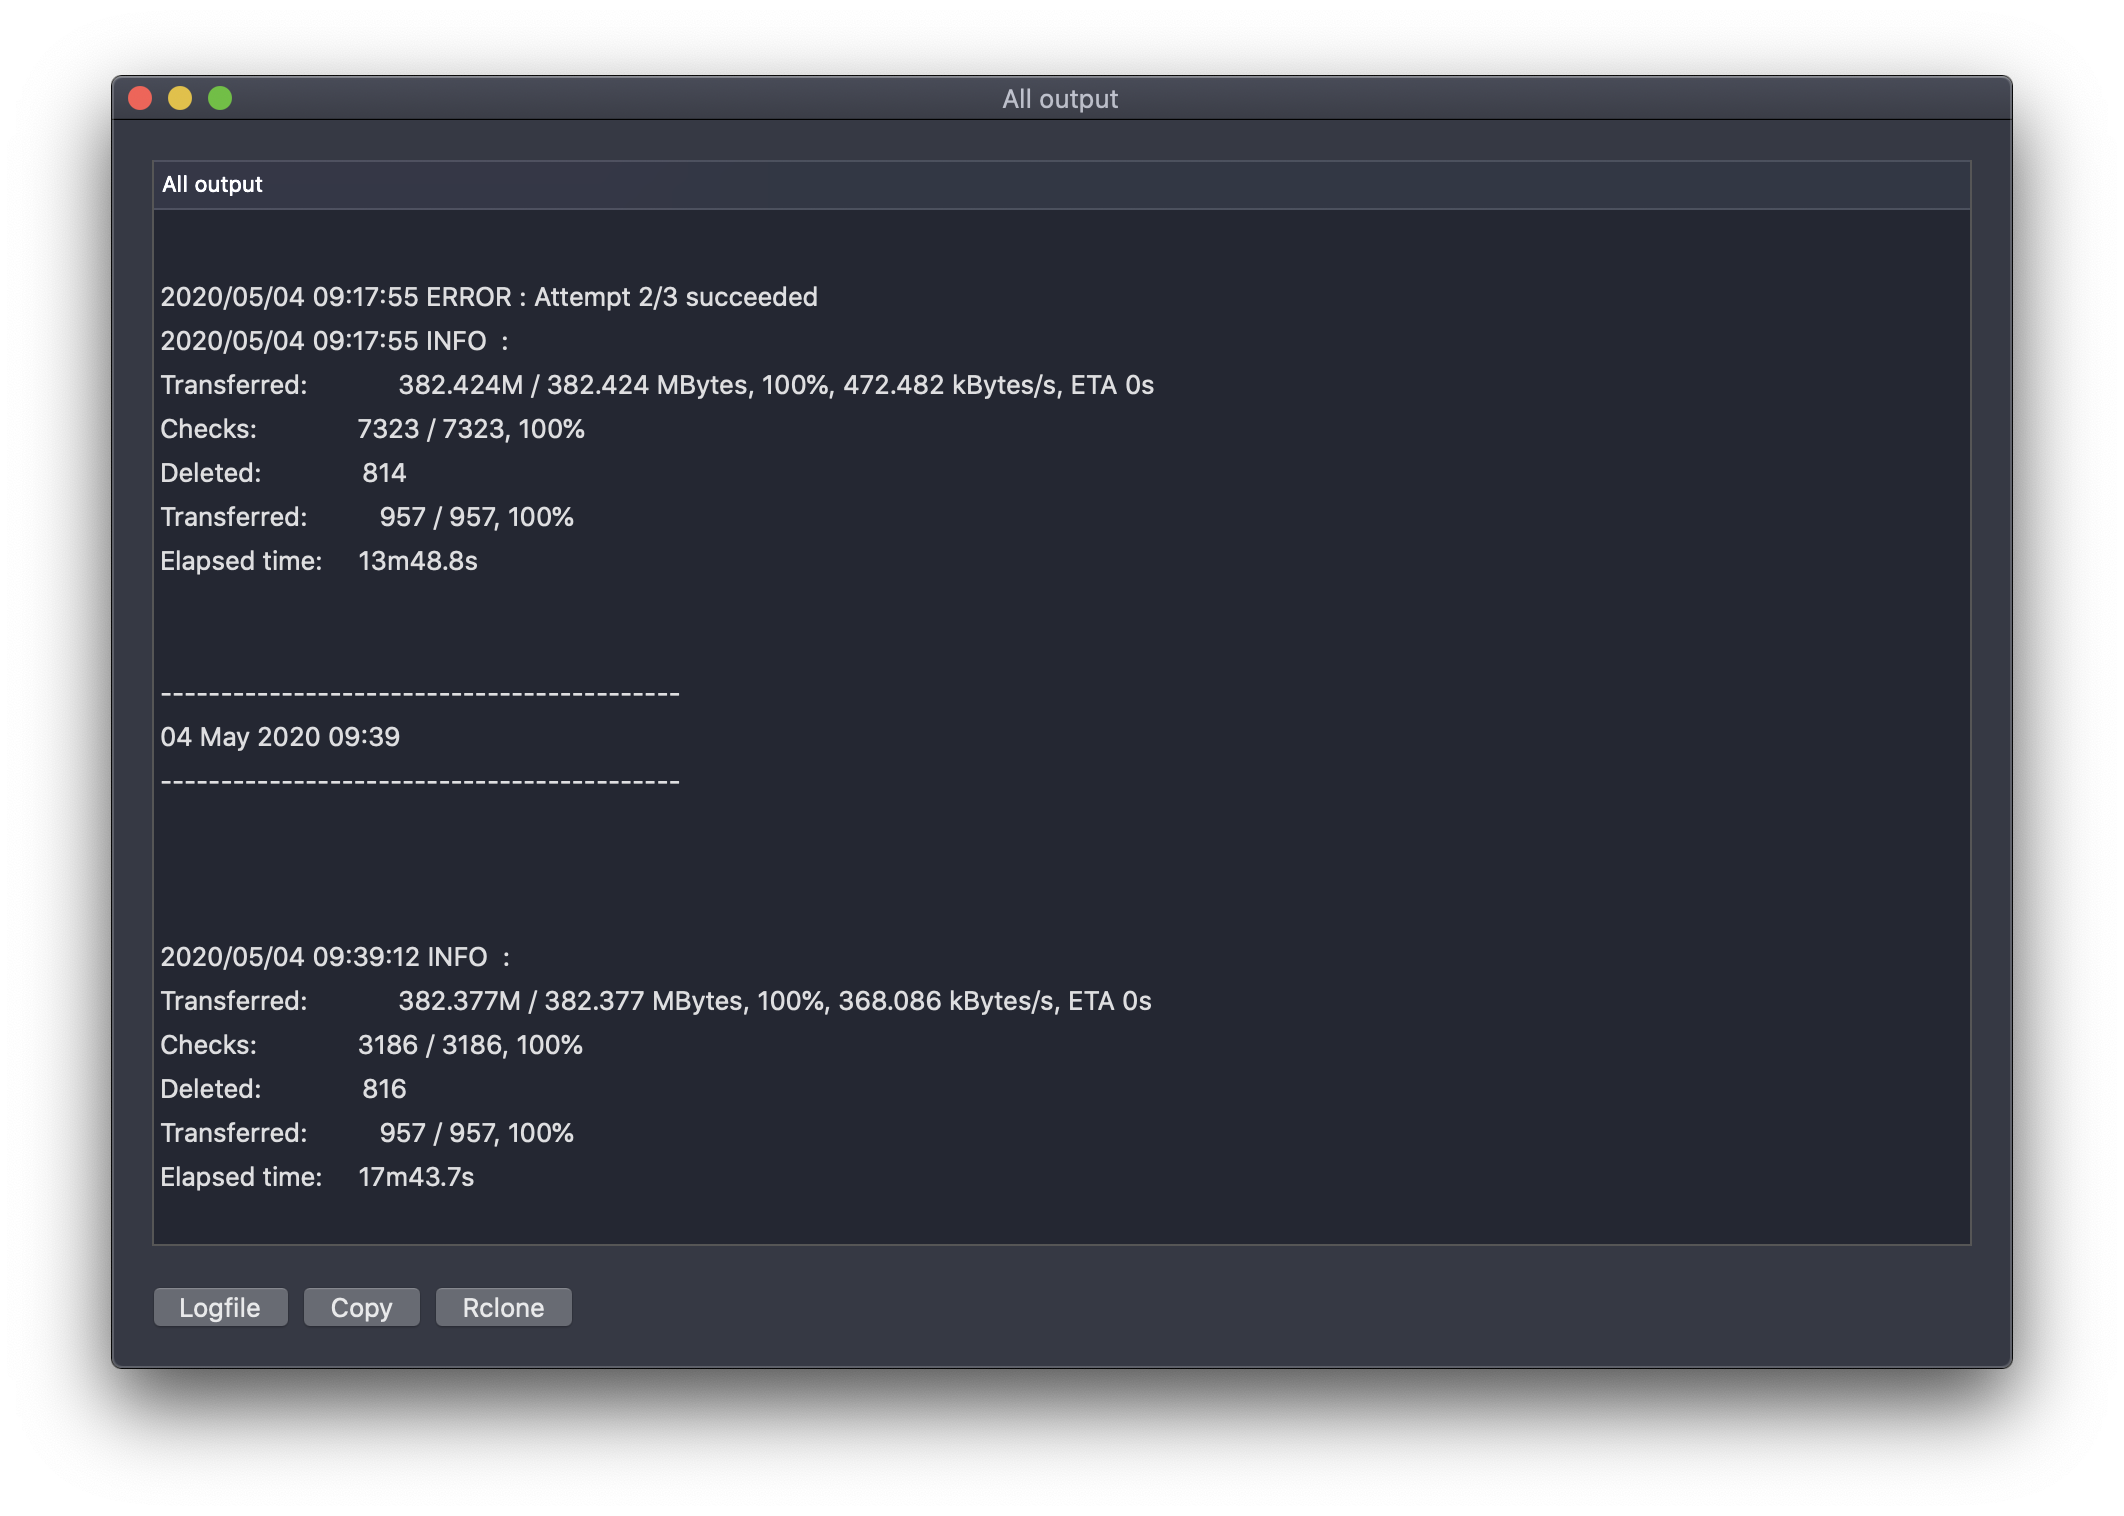 All output
All output
2020/05/04 09:17:55 ERROR : Attempt 2/3 succeeded
2020/05/04 09:17:55 INFO  :
Transferred:   	  382.424M / 382.424 MBytes, 100%, 472.482 kBytes/s, ETA 0s
Checks:              7323 / 7323, 100%
Deleted:              814
Transferred:          957 / 957, 100%
Elapsed time:     13m48.8s
-------------------------------------------
04 May 2020 09:39
-------------------------------------------
2020/05/04 09:39:12 INFO  :
Transferred:   	  382.377M / 382.377 MBytes, 100%, 368.086 kBytes/s, ETA 0s
Checks:              3186 / 3186, 100%
Deleted:              816
Transferred:          957 / 957, 100%
Elapsed time:     17m43.7s
Logfile Copy Rclone